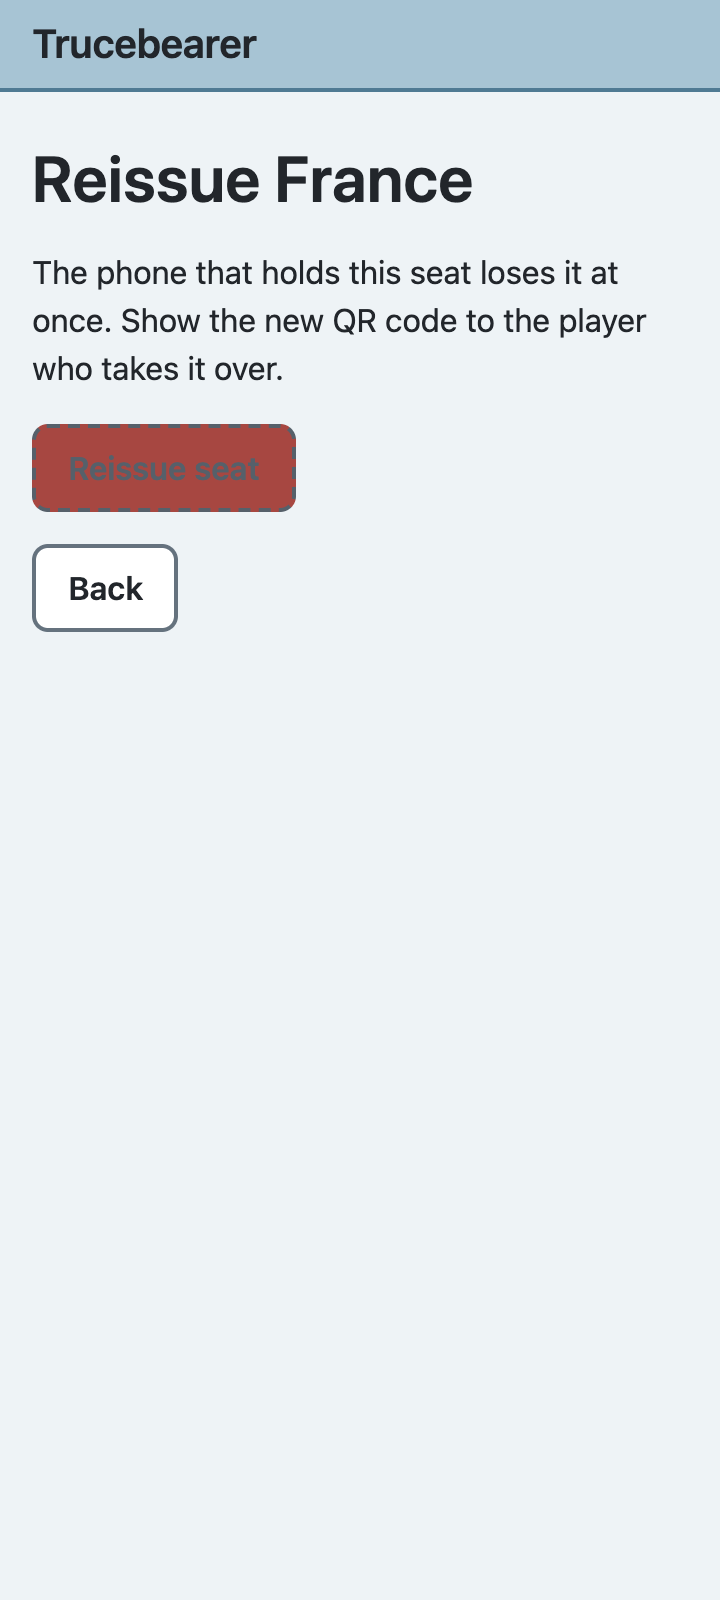 Trucebearer
Reissue France
The phone that holds this seat loses it at
once. Show the new QR code to the player
who takes it over.
Reissue seat
Back